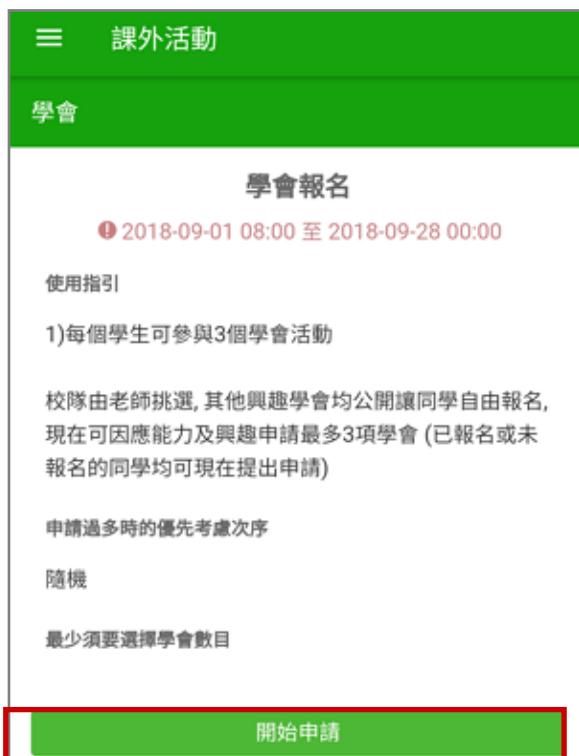 課外活動
學會
學會報名
2018-09-01 08:00 至 2018-09-28 00:00
使用指引
1)每個學生可參與3個學會活動
校隊由老師挑選, 其他興趣學會均公開讓同學自由報名,
現在可因應能力及興趣申請最多3項學會 (已報名或未
報名的同學均可現在提出申請)
申請過多時的優先考慮次序
隨機
最少須要選擇學會數目
開始申請